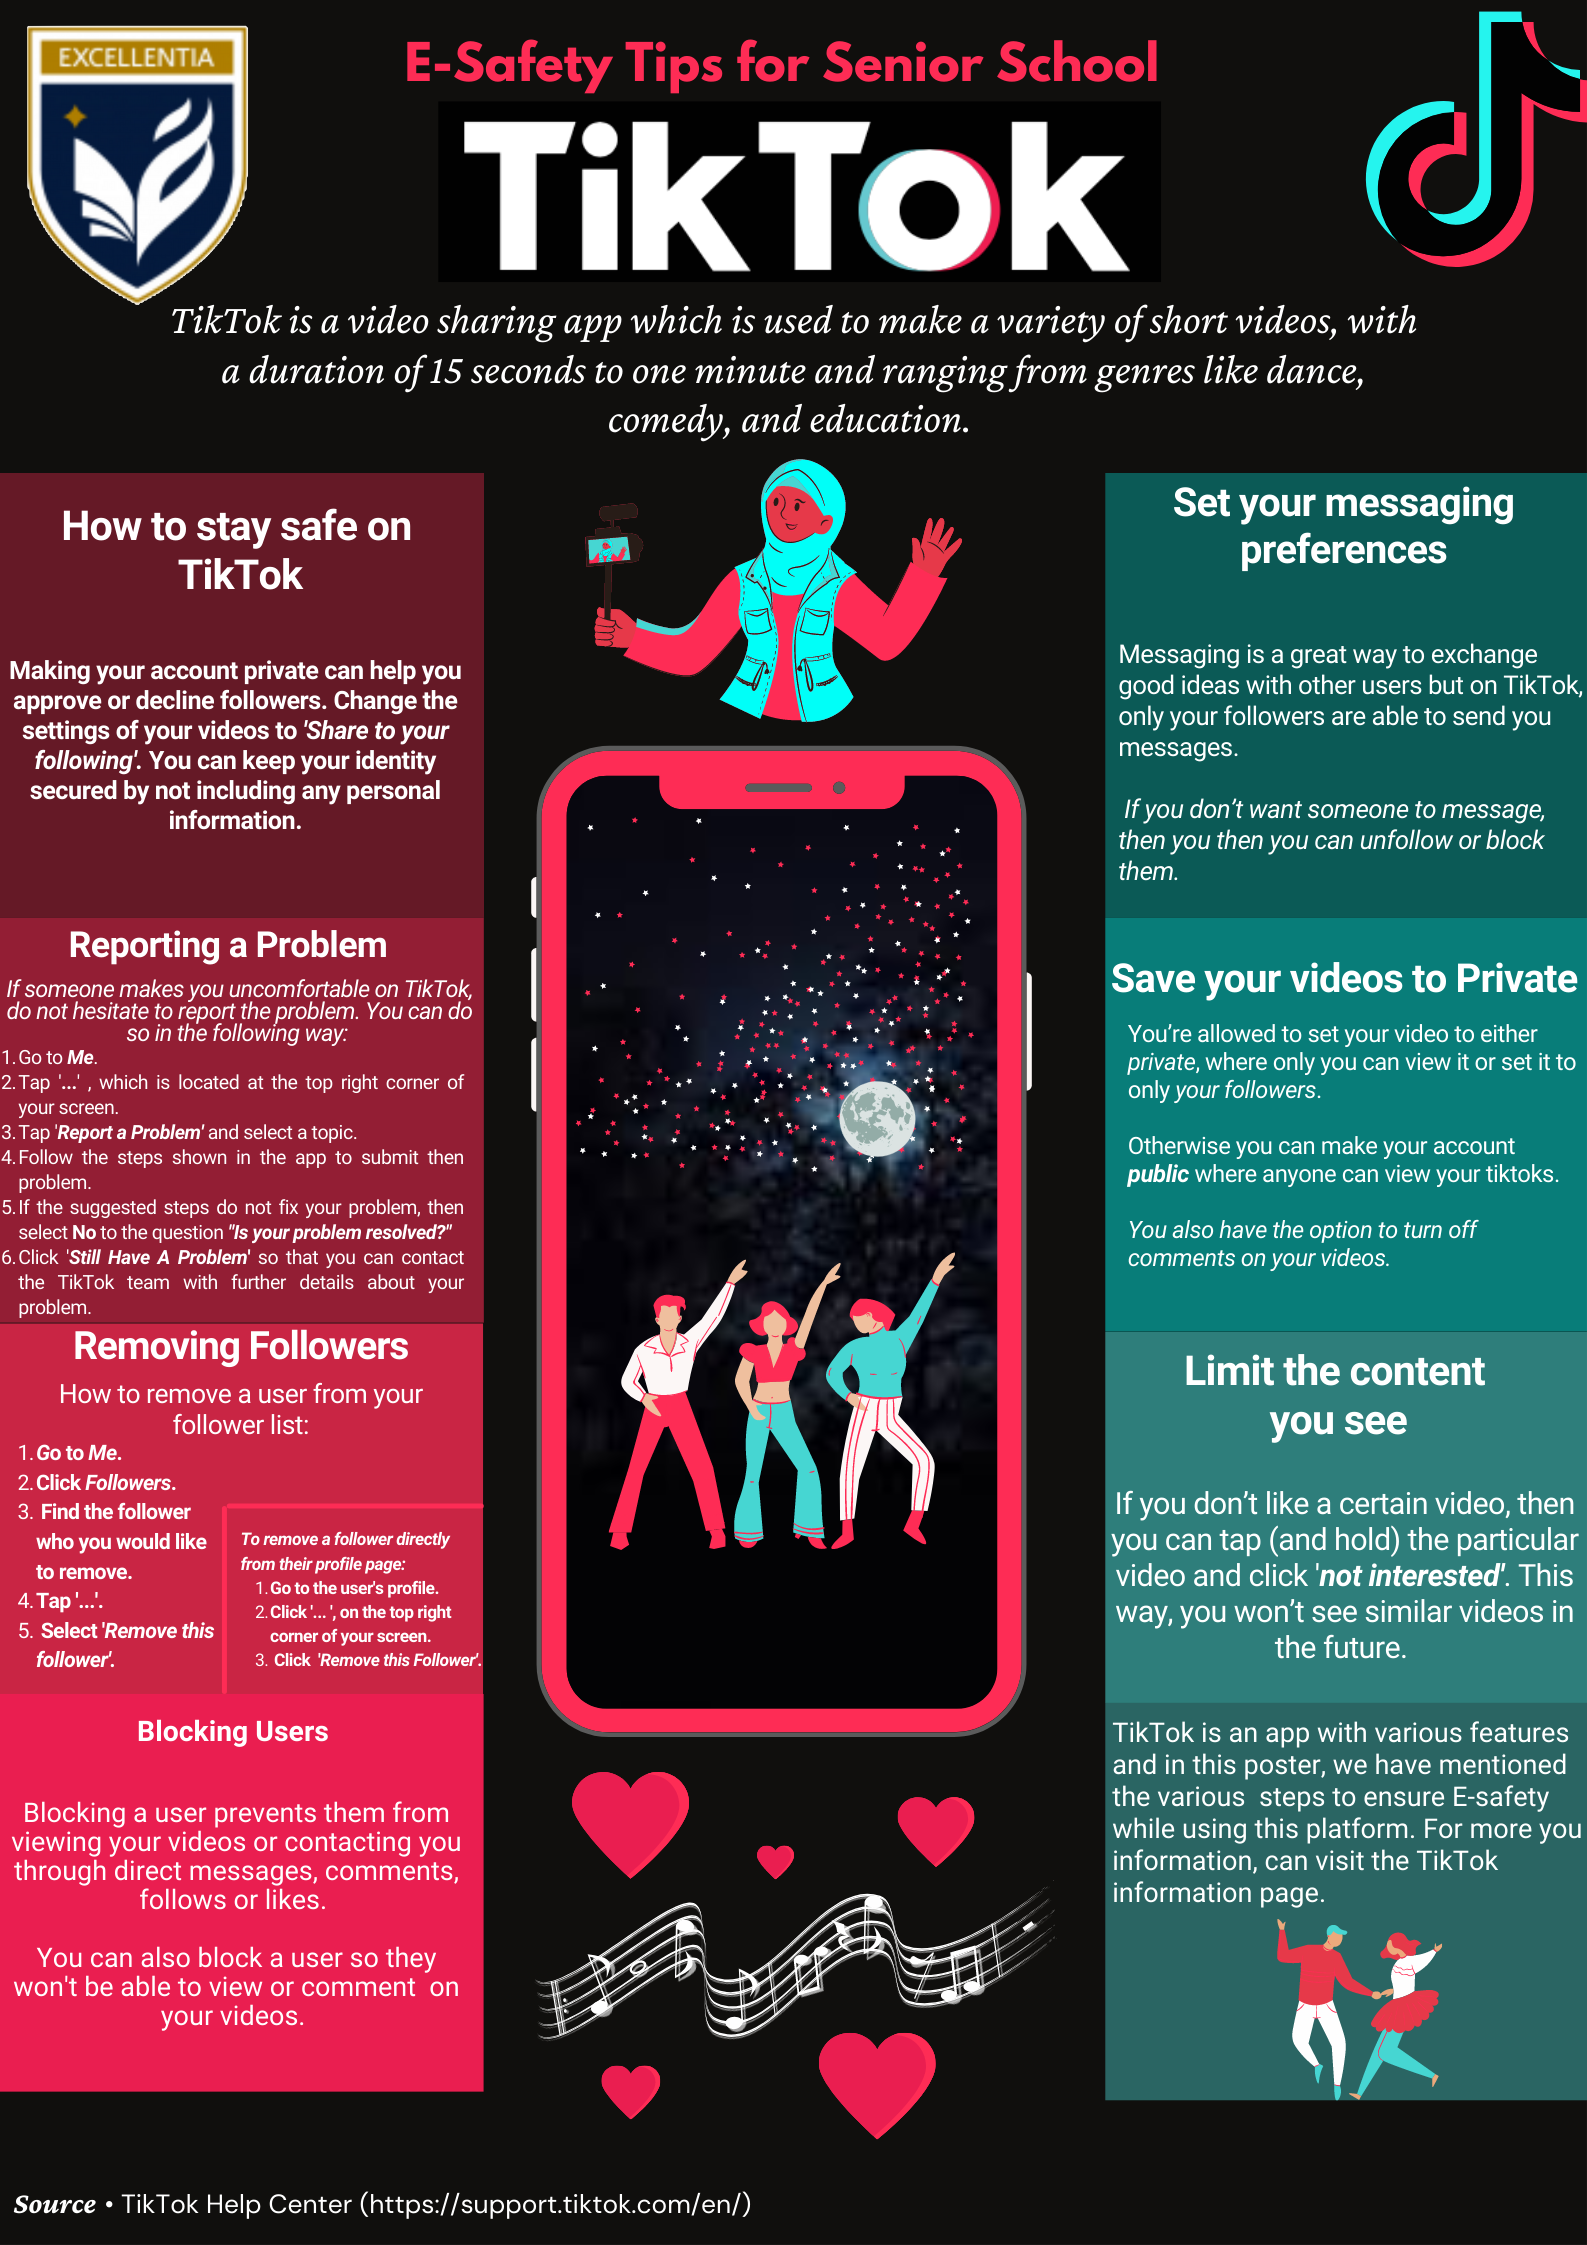 EXCELLENTIA
E-Safety Tips for Senior School
TikTok
TikTok is a video sharing app which is used to make a variety of short videos, with
a duration of 15 seconds to one minute and ranging from genres like dance,
comedy, and education.
How to stay safe on
TikTok
Making your account private can help you
approve or decline followers. Change the
settings of your videos to 'Share to your
following'. You can keep your identity
secured by not including any personal
information.
Reporting a Problem
If someone makes you uncomfortable on TikTok,
do not hesitate to report the problem. You can do
so in the following way:
1. Go to Me.
2. Tap '...' , which is located at the top right corner of
your screen.
3. Tap 'Report a Problem' and select a topic.
4. Follow the steps shown in the app to submit then
problem.
5. If the suggested steps do not fix your problem, then
select No to the question "Is your problem resolved?"
6. Click 'Still Have A Problem' so that you can contact
the TikTok team with further details about your
problem.
Removing Followers
How to remove a user from your
follower list:
1. Go to Me.
2. Click Followers.
3. Find the follower
who you would like
to remove.
4. Tap '...'.
5. Select 'Remove this
follower'.
To remove a follower directly
from their profile page:
1. Go to the user's profile.
2. Click '... ', on the top right
corner of your screen.
3. Click 'Remove this Follower'.
Blocking Users
Blocking a user prevents them from
viewing your videos or contacting you
through direct messages, comments,
follows or likes.
You can also block a user so they
won't be able to view or comment on
your videos.
Set your messaging
preferences
Messaging is a great way to exchange
good ideas with other users but on TikTok,
only your followers are able to send you
messages.
If you don't want someone to message,
then you then you can unfollow or block
them.
Save your videos to Private
You're allowed to set your video to either
private, where only you can view it or set it to
only your followers.
Otherwise you can make your account
public where anyone can view your tiktoks.
You also have the option to turn off
comments on your videos.
Limit the content
you see
If you don't like a certain video, then
you can tap (and hold) the particular
video and click 'not interested'. This
way, you won't see similar videos in
the future.
TikTok is an app with various features
and in this poster, we have mentioned
the various steps to ensure E-safety
while using this platform. For more you
information, can visit the TikTok
information page.
Source • TikTok Help Center (https://support.tiktok.com/en/)